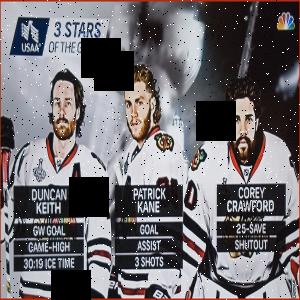 USAA
3 STARS
OF THE
DUNCAN
KEITH
GW GOAL
GAME-HIGH
30:19 ICE TIME
PATRICK
KANE
GOAL
ASSIST
3 SHOTS
COREY
CRAWFORD
25-SAVE
SHUTOUT